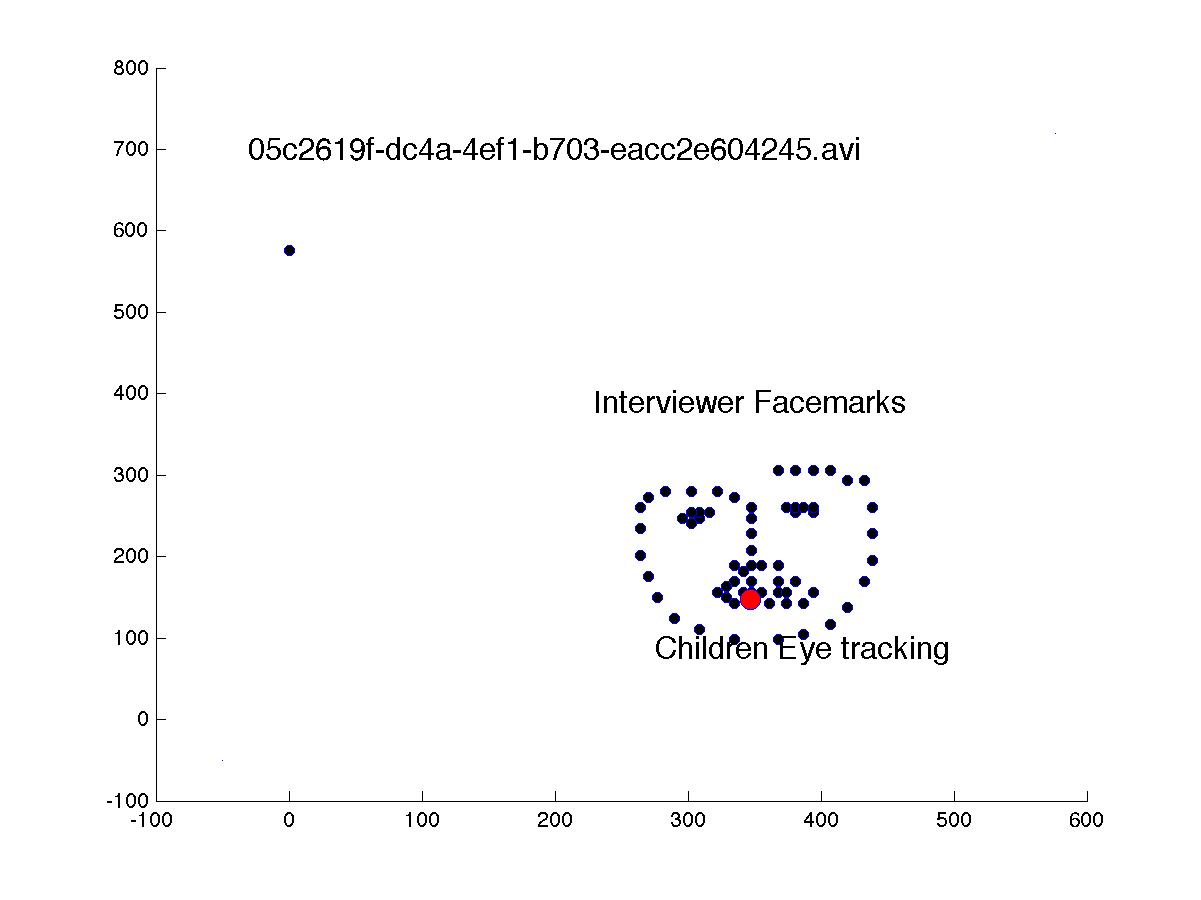 800
05c2619f-dc4a-4ef1-b703-eacc2e604245.avi
700
600
500
400
Interviewer Facemarks
300
200
100
Children Eye tracking
0
-100
-100 0 100 200 300 400 500 600